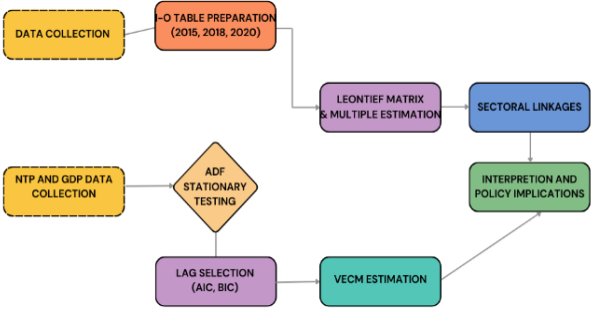 DATA COLLECTION
I-O TABLE PREPARATION
(2015, 2018, 2020)
LEONTIEF MATRIX
& MULTIPLE ESTIMATION
SECTORAL LINKAGES
NTP AND GDP DATA
COLLECTION
ADF
STATIONARY
TESTING
INTERPRETION AND
POLICY IMPLICATIONS
LAG SELECTION
(AIC, BIC)
VECM ESTIMATION